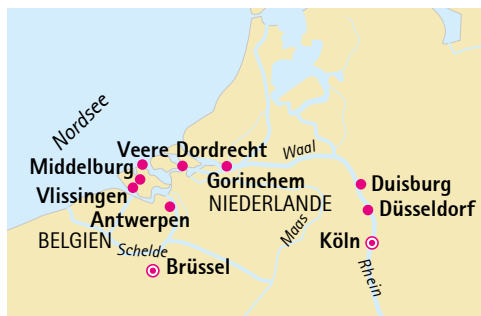 Nordsee
Veere Dordrecht
Waal
Middelburg
Gorinchem
Duisburg
Vlissingen
NIEDERLANDE
Düsseldorf
Antwerpen
Maas
BELGIEN
Schelde
Köln
Brüssel
Rhein